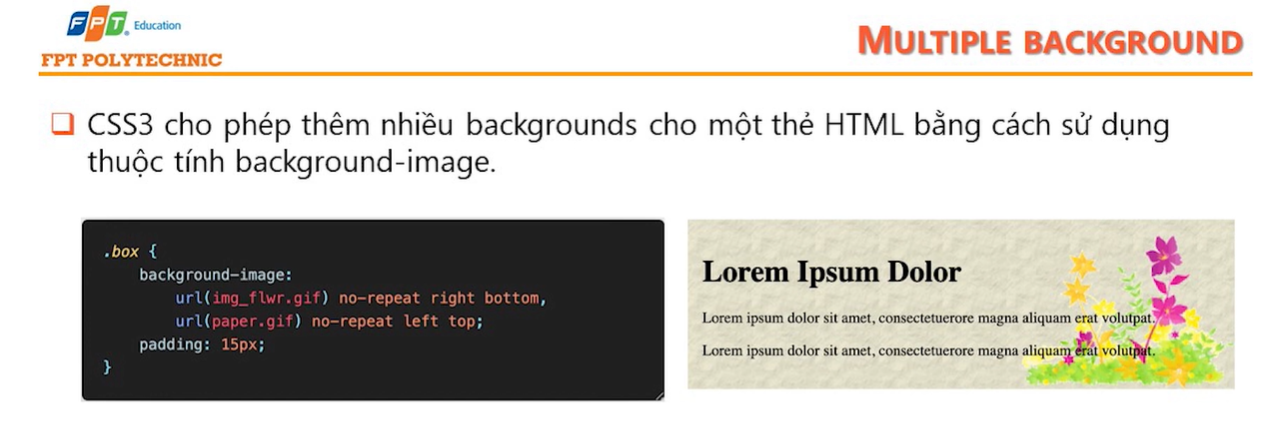 FPT Education
FPT POLYTECHNIC
MULTIPLE BACKGROUND
CSS3 cho phép thêm nhiều backgrounds cho một thẻ HTML bằng cách sử dụng
thuộc tính background-image.
.box {
background-image:
url(img_flwr.gif) no-repeat right bottom,
url(paper.gif) no-repeat left top;
padding: 15px;
}
Lorem Ipsum Dolor
Lorem ipsum dolor sit amet, consectetuerore magna aliquam erat volutpat.
Lorem ipsum dolor sit amet, consectetuerore magna aliquam erat volutpat.